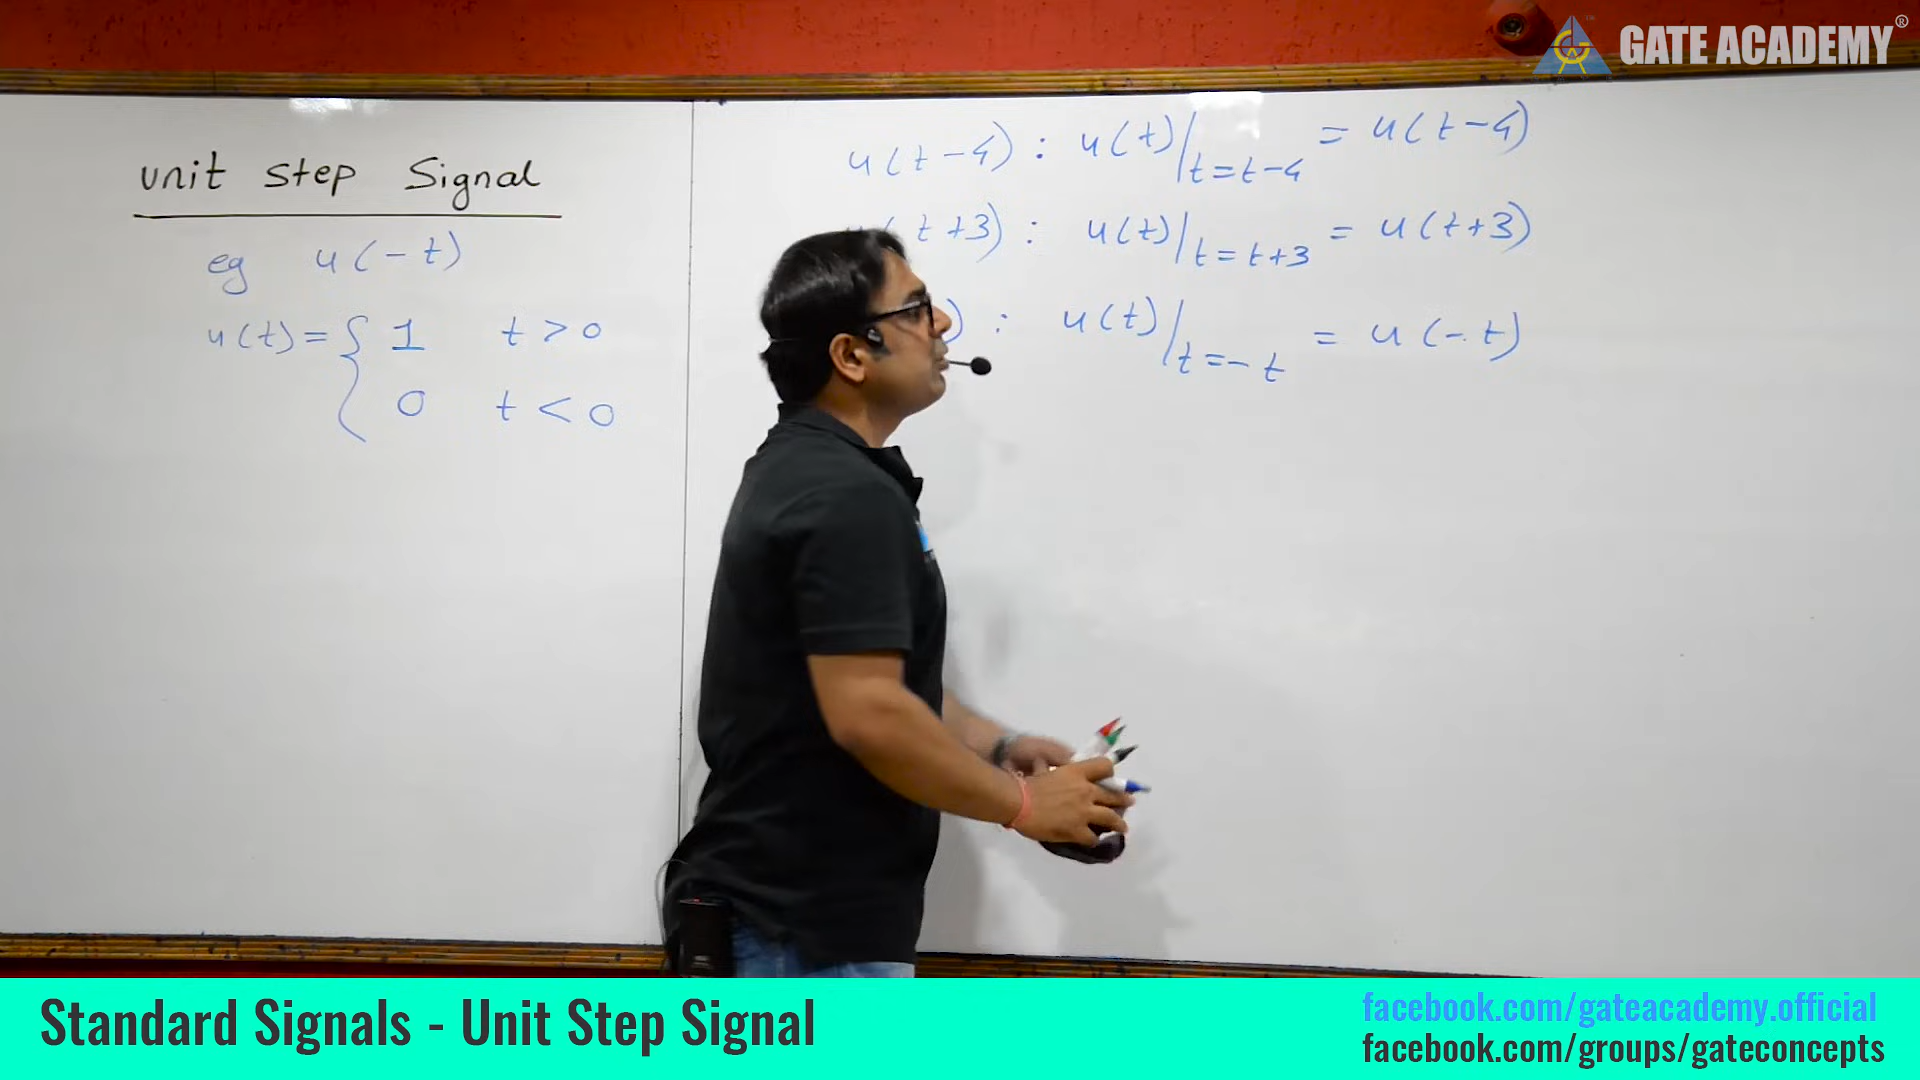 GATE ACADEMY®
unit step Signal
eg u(-t)
u(t) = { 1 t > 0
0 t < 0
u(t-4) : u(t)|t=t-4 = u(t-4)
t+3) : u(t)|t=t+3 = u(t+3)
) : u(t)|t=-t = u(-t)
Standard Signals - Unit Step Signal
facebook.com/gateacademy.official
facebook.com/groups/gateconcepts